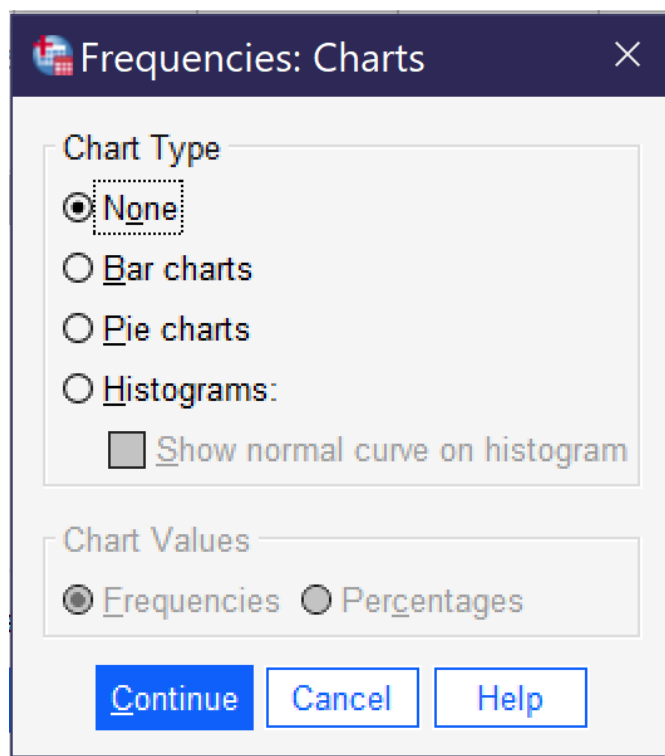 Frequencies: Charts
Chart Type
None
Bar charts
Pie charts
Histograms:
Show normal curve on histogram
Chart Values
Frequencies Percentages
Continue Cancel Help